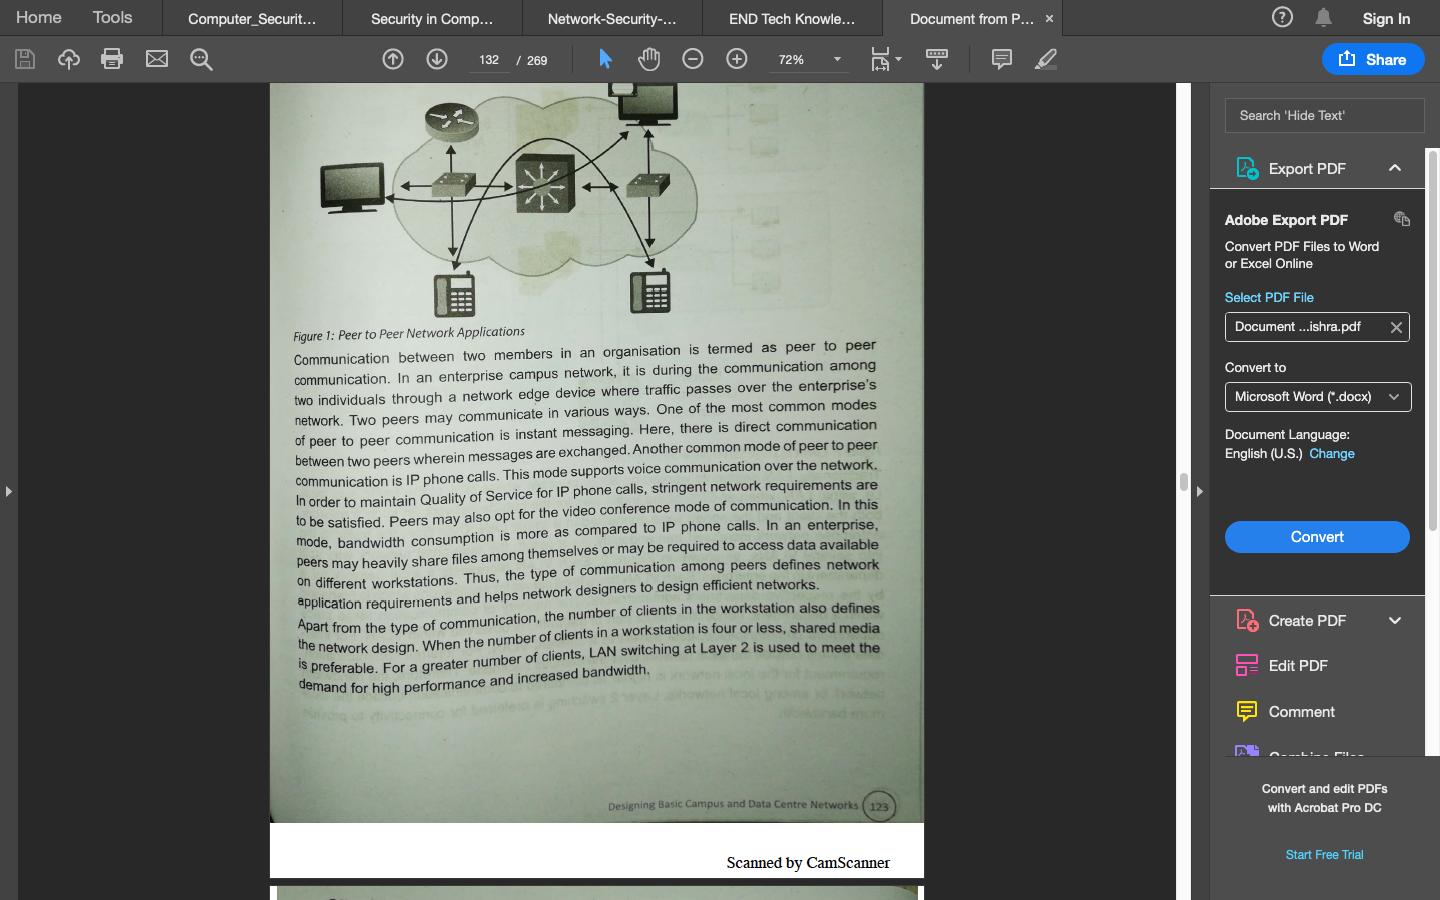 Home
Tools
Computer_Securit...
Security in Comp...
Network-Security-...
END Tech Knowle...
Document from P... ×
Sign In
132 / 269
72%
Share
Search 'Hide Text'
Export PDF
Adobe Export PDF
Convert PDF Files to Word
or Excel Online
Select PDF File
Document ...ishra.pdf
Convert to
Microsoft Word (*.docx)
Document Language:
English (U.S.) Change
Convert
Create PDF
Edit PDF
Comment
Combine Files
Convert and edit PDFs
with Acrobat Pro DC
Start Free Trial
Figure 1: Peer to Peer Network Applications
Communication between two members in an organisation is termed as peer to peer
communication. In an enterprise campus network, it is during the communication among
two individuals through a network edge device where traffic passes over the enterprise's
network. Two peers may communicate in various ways. One of the most common modes
of peer to peer communication is instant messaging. Here, there is direct communication
between two peers wherein messages are exchanged. Another common mode of peer to peer
communication is IP phone calls. This mode supports voice communication over the network.
In order to maintain Quality of Service for IP phone calls, stringent network requirements are
to be satisfied. Peers may also opt for the video conference mode of communication. In this
mode, bandwidth consumption is more as compared to IP phone calls. In an enterprise,
peers may heavily share files among themselves or may be required to access data available
on different workstations. Thus, the type of communication among peers defines network
application requirements and helps network designers to design efficient networks.
Apart from the type of communication, the number of clients in the workstation also defines
the network design. When the number of clients in a workstation is four or less, shared media
is preferable. For a greater number of clients, LAN switching at Layer 2 is used to meet the
demand for high performance and increased bandwidth.
Designing Basic Campus and Data Centre Networks 123
Scanned by CamScanner